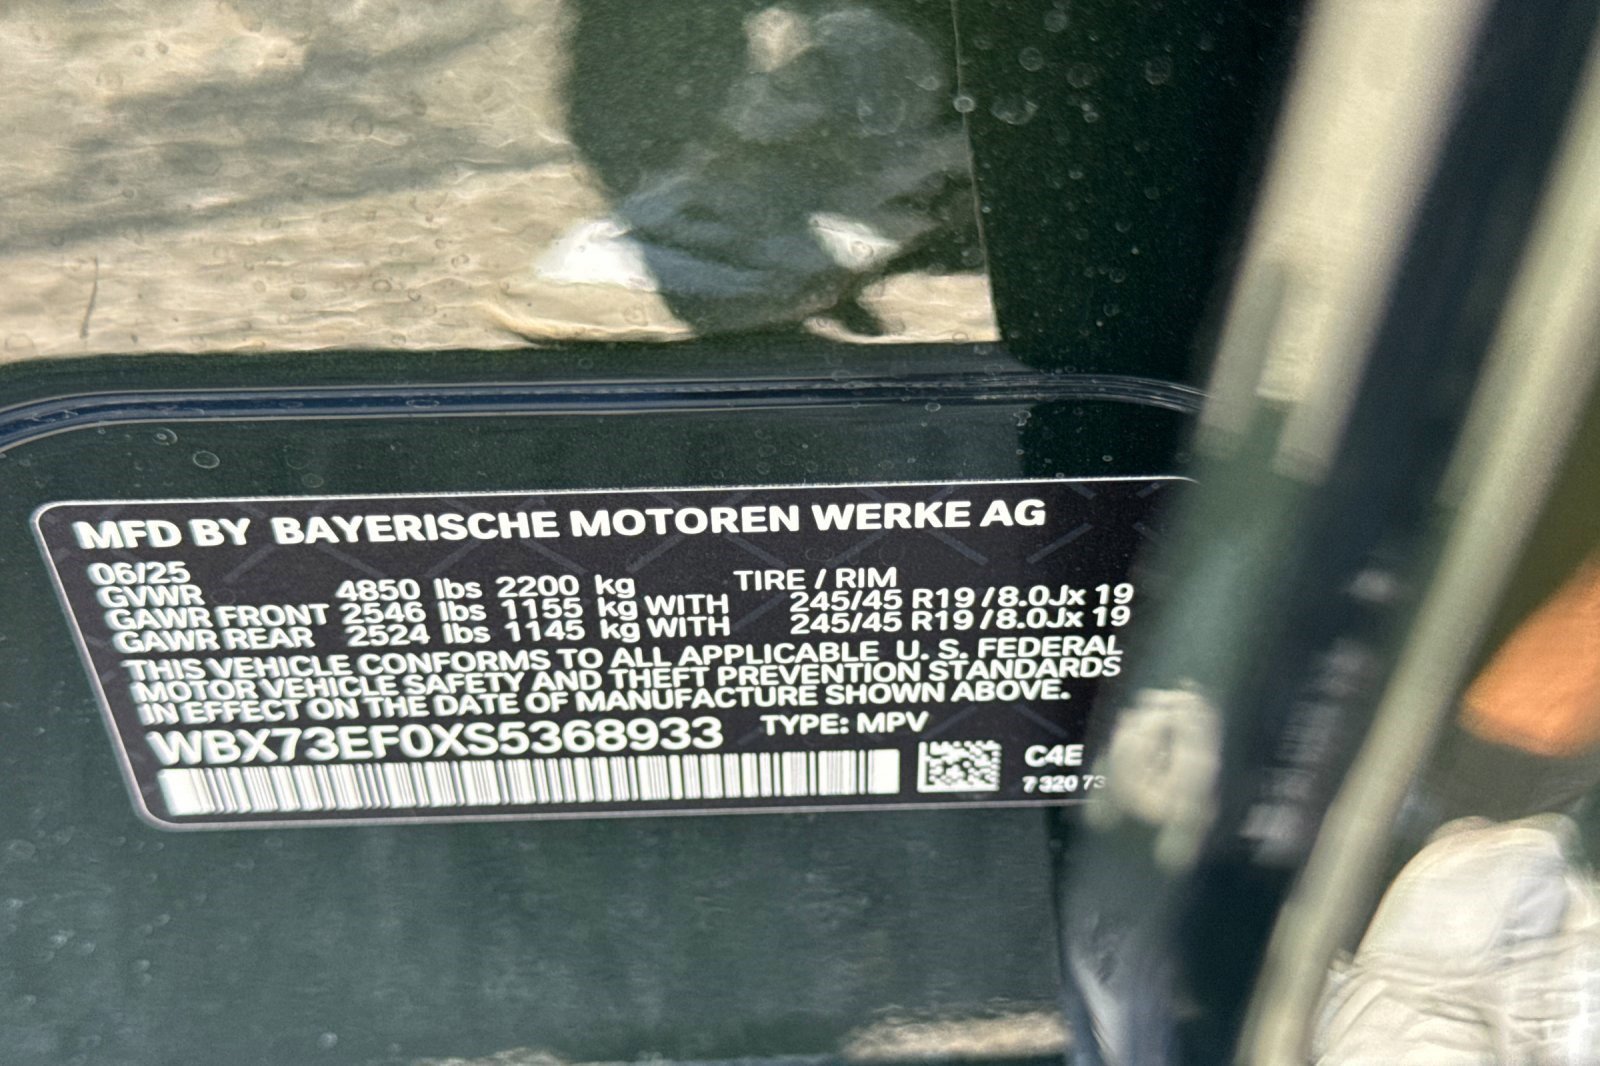 MFD BY BAYERISCHE MOTOREN WERKE AG
06/25 TIRE / RIM
GVWR 4850 lbs 2200 kg
GAWR FRONT 2546 lbs 1155 kg WITH 245/45 R19 /8.0Jx 19
GAWR REAR 2524 lbs 1145 kg WITH 245/45 R19 /8.0Jx 19
THIS VEHICLE CONFORMS TO ALL APPLICABLE U. S. FEDERAL
MOTOR VEHICLE SAFETY AND THEFT PREVENTION STANDARDS
IN EFFECT ON THE DATE OF MANUFACTURE SHOWN ABOVE.
WBX73EF0XS5368933 TYPE: MPV
C4E
7 320 73